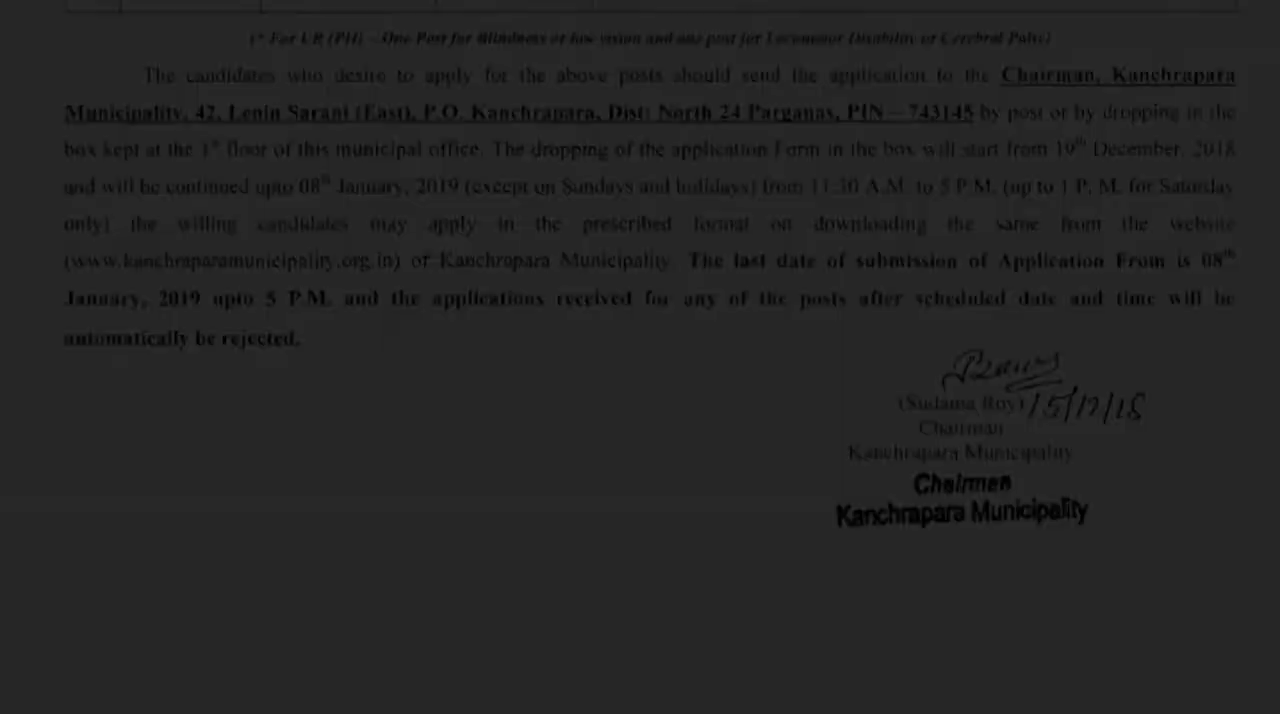 (* For UR (PH) – One Post for Blindness or low vision and one post for Locomotor Disability or Cerebral Palsy)
The candidates who desire to apply for the above posts should send the application to the Chairman, Kanchrapara
Municipality, 42, Lenin Sarani (East), P.O. Kanchrapara, Dist: North 24 Parganas, PIN – 743145 by post or by dropping in the
box kept at the 1st floor of this municipal office. The dropping of the application Form in the box will start from 19th December, 2018
and will be continued upto 08th January, 2019 (except on Sundays and holidays) from 11.30 A.M. to 5 P.M. (up to 1 P. M. for Saturday
only) the willing candidates may apply in the prescribed format on downloading the same from the website
(www.kanchraparamunicipality.org.in) of Kanchrapara Municipality. The last date of submission of Application From is 08th
January, 2019 upto 5 P.M. and the applications received for any of the posts after scheduled date and time will be
automatically be rejected.
(Sudama Roy) 15/12/18
Chairman
Kanchrapara Municipality
Chairman
Kanchrapara Municipality